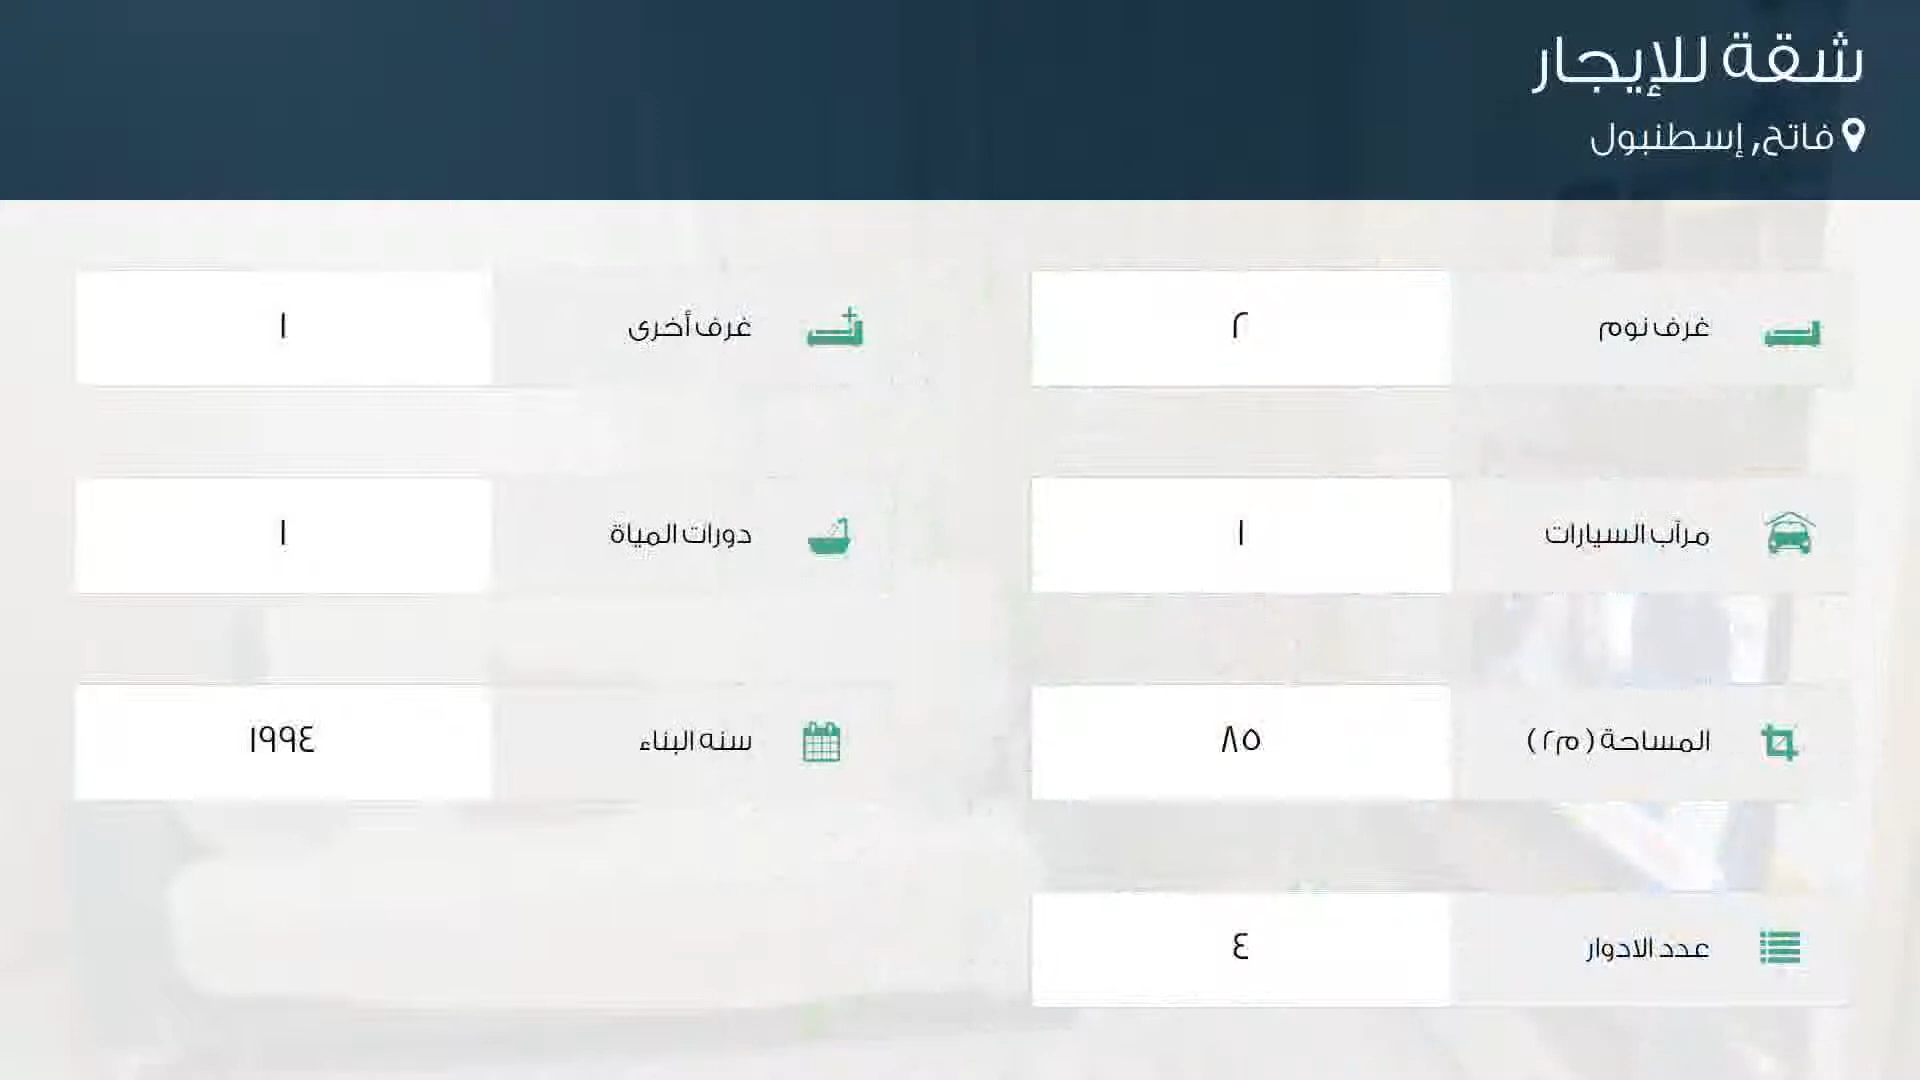 شقة للإيجار
فاتح, إسطنبول
غرف نوم
٢
غرف أخرى
١
مرآب السيارات
١
دورات المياة
١
المساحة ( م٢ )
٨٥
سنه البناء
١٩٩٤
عدد الادوار
٤